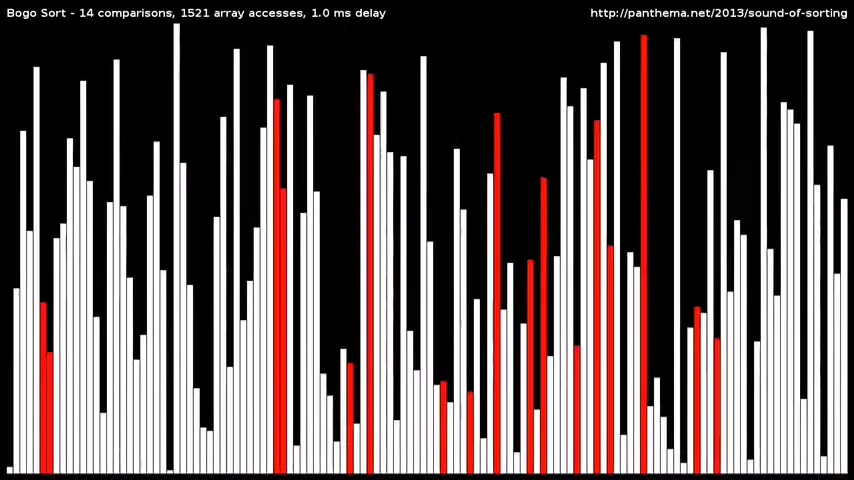 Bogo Sort - 14 comparisons, 1521 array accesses, 1.0 ms delay
http://panthema.net/2013/sound-of-sorting